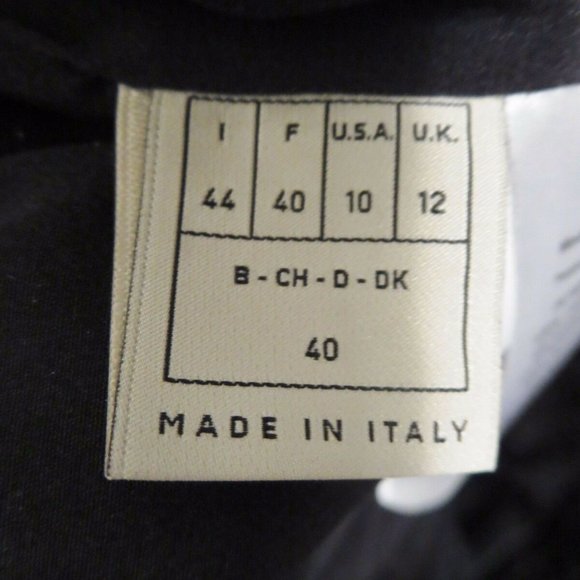 I F U.S.A. U.K.
44 40 10 12
B - CH - D - DK
40
MADE IN ITALY